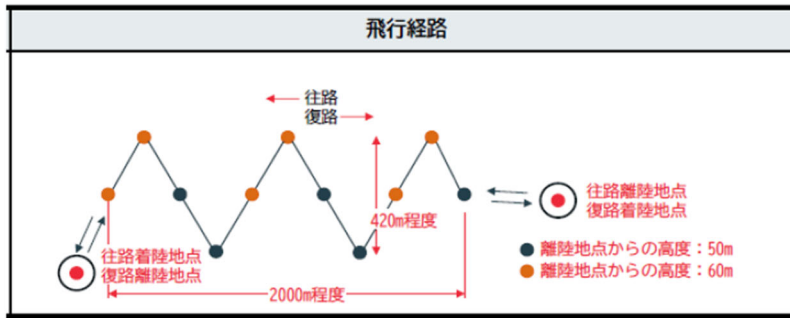 飛行経路
往路
復路
420m程度
往路離陸地点
復路着陸地点
往路着陸地点
復路離陸地点
離陸地点からの高度：50m
離陸地点からの高度：60m
2000m程度